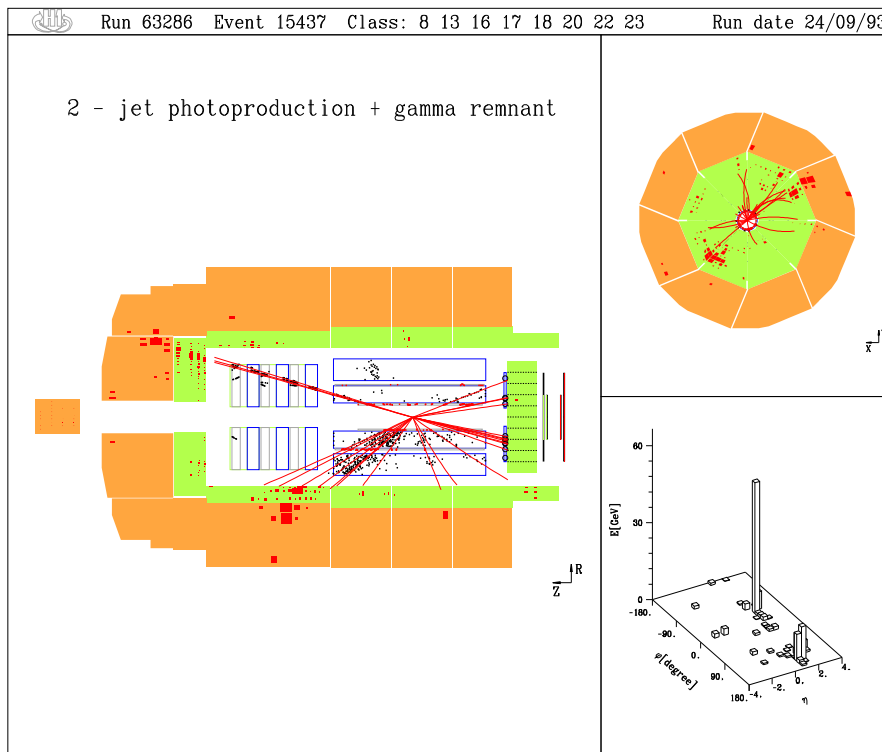 H1 Run 63286 Event 15437 Class: 8 13 16 17 18 20 22 23 Run date 24/09/93
2 - jet photoproduction + gamma remnant
R
Z
X
E[GeV]
60
30
0
-180.
-90.
0.
90.
180.
φ[degree]
-4.
-2.
0.
2.
4.
η